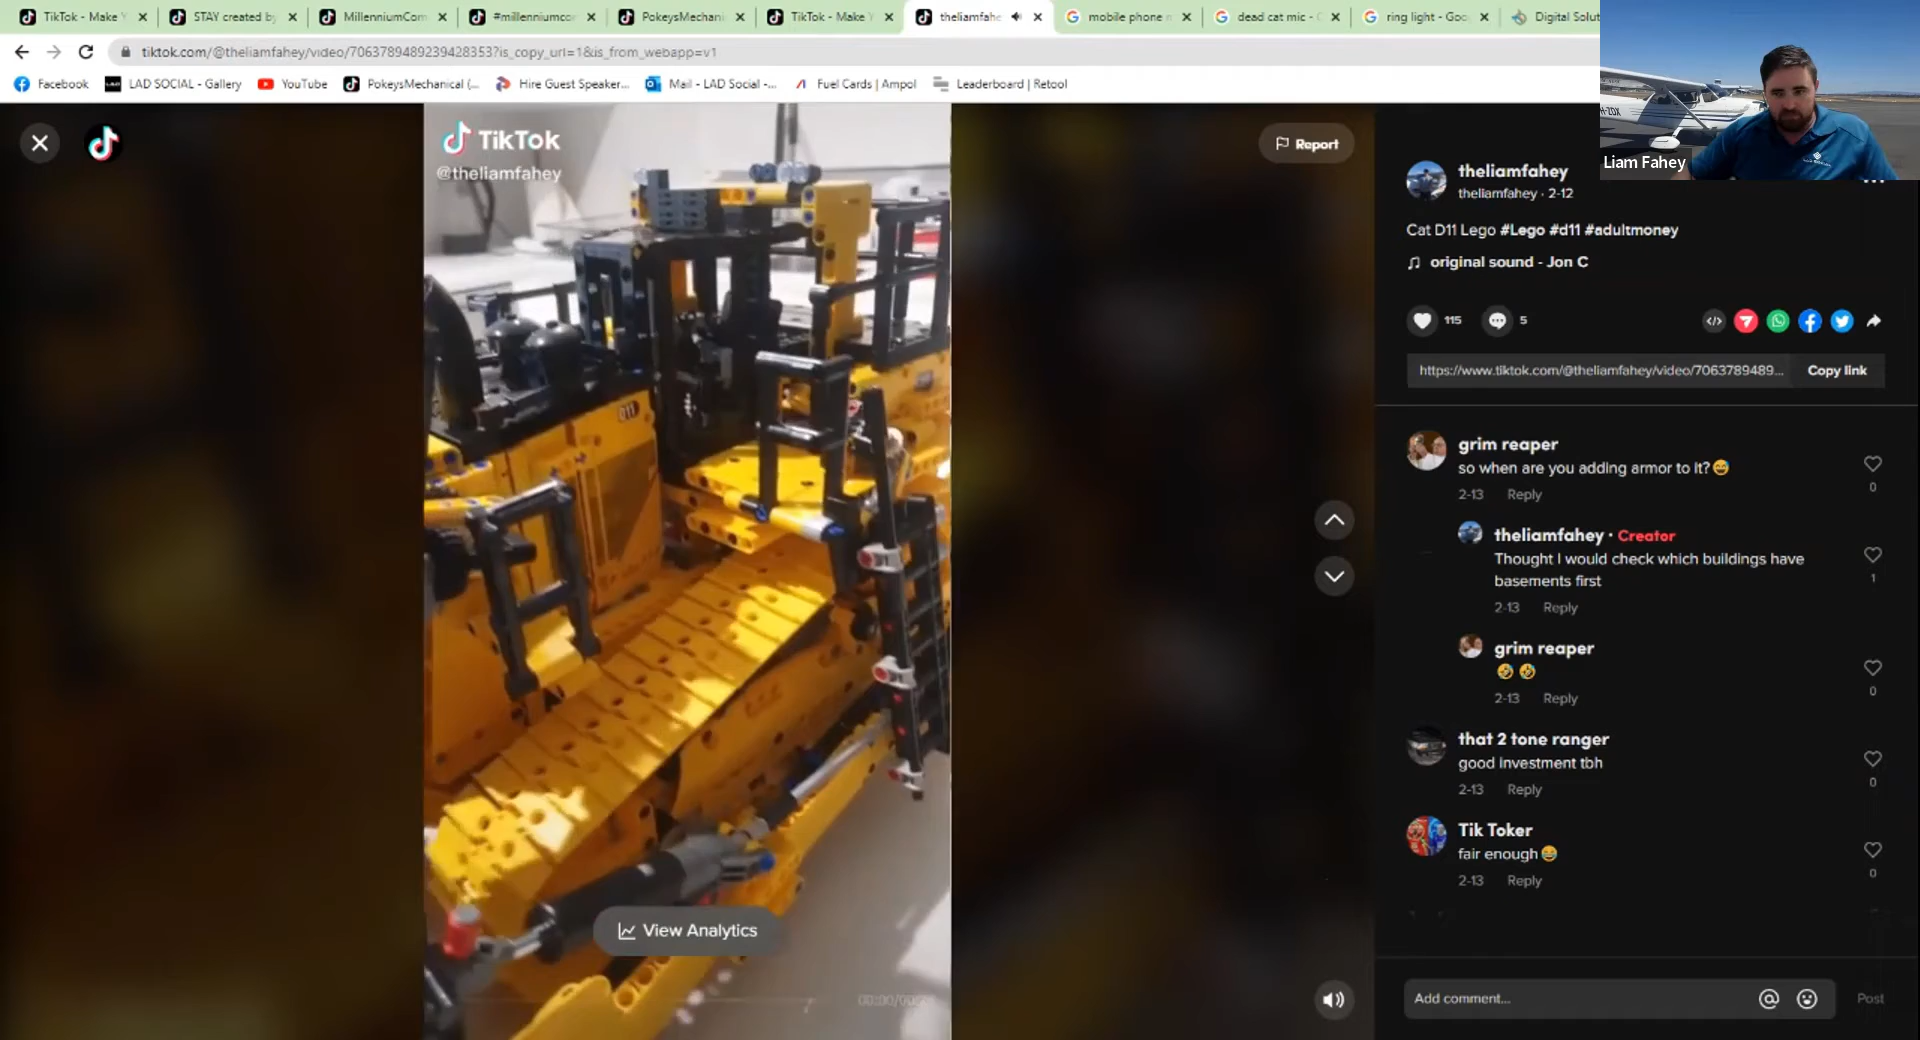 TikTok - Make Y
STAY created by
MillenniumCom
#millenniumcor
PokeysMechani
TikTok - Make Y
theliamfahe
mobile phone
dead cat mic -
ring light - Goo
Digital Solut
tiktok.com/@theliamfahey/video/7063789489239428353?is_copy_url=1&is_from_webapp=v1
Facebook
LAD SOCIAL - Gallery
YouTube
PokeysMechanical (...
Hire Guest Speaker...
Mail - LAD Social -...
Fuel Cards | Ampol
Leaderboard | Retool
Liam Fahey
TikTok
@theliamfahey
Report
D11
View Analytics
theliamfahey
theliamfahey · 2-12
Cat D11 Lego #Lego #d11 #adultmoney
original sound - Jon C
115
5
https://www.tiktok.com/@theliamfahey/video/7063789489...
Copy link
grim reaper
so when are you adding armor to it?😅
0
2-13 Reply
theliamfahey · Creator
Thought I would check which buildings have
basements first
1
2-13 Reply
grim reaper
🤣 🤣
0
2-13 Reply
that 2 tone ranger
good investment tbh
0
2-13 Reply
Tik Toker
fair enough😂
0
2-13 Reply
Add comment...
Post